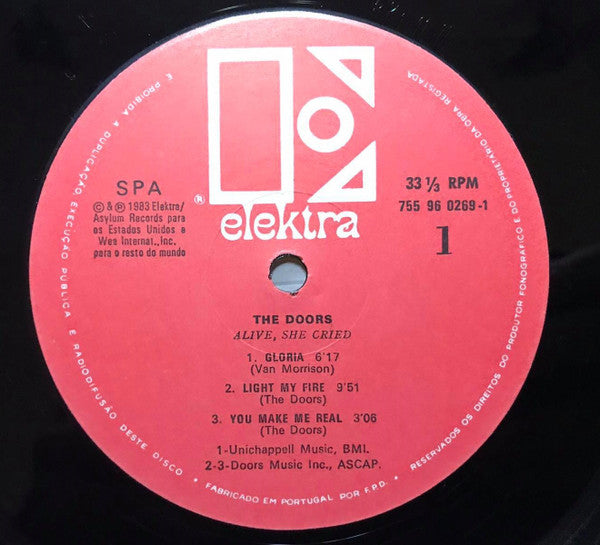 E PROIBIDA A DUPLICAÇÃO, EXECUÇÃO PÚBLICA E RADIODIFUSÃO DESTE DISCO • FABRICADO EM PORTUGAL POR F.P.D. • RESERVADOS OS DIREITOS DO PRODUTOR FONOGRAFICO E DO PROPRIETARIO DA OBRA REGISTADA
®
elektra
SPA
© & ℗ 1983 Elektra/
Asylum Records para
os Estados Unidos e
Wea Internat., Inc.
para o resto do mundo
33 ⅓ RPM
755 96 0269-1
1
THE DOORS
ALIVE, SHE CRIED
1. GLORIA 6'17
(Van Morrison)
2. LIGHT MY FIRE 9'51
(The Doors)
3. YOU MAKE ME REAL 3'06
(The Doors)
1-Unichappell Music, BMI.
2-3-Doors Music Inc., ASCAP.